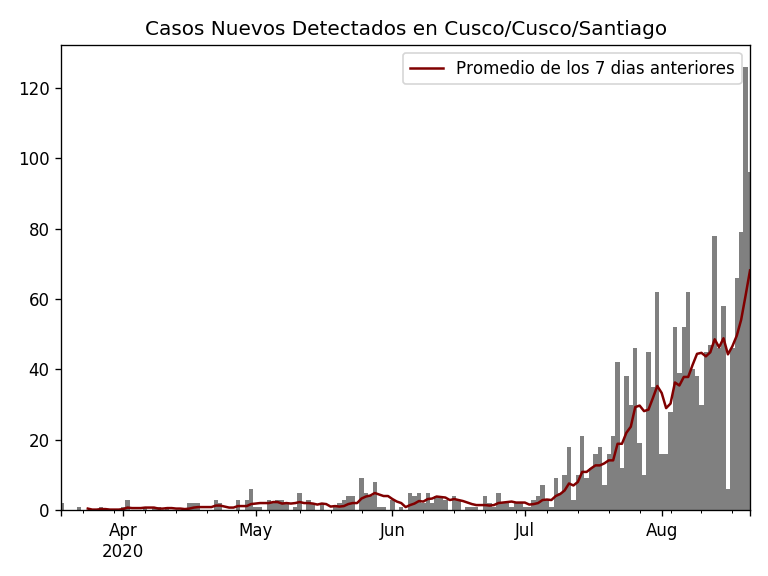 Casos Nuevos Detectados en Cusco/Cusco/Santiago
Promedio de los 7 dias anteriores
120
100
80
60
40
20
0
Apr
2020
May
Jun
Jul
Aug